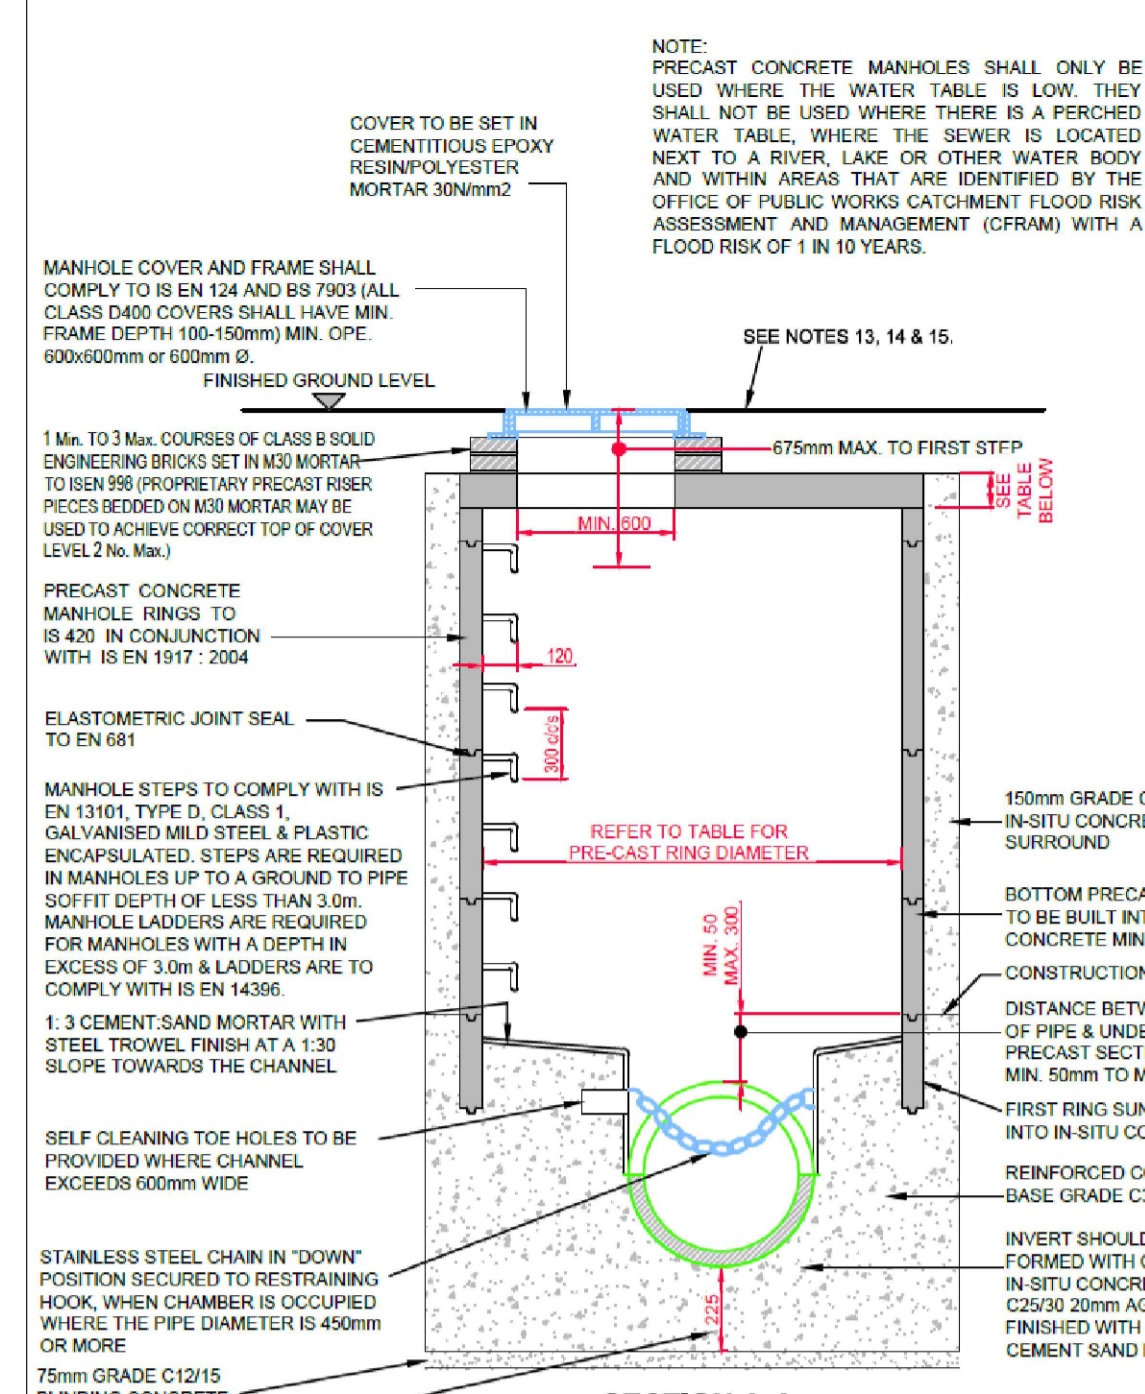 NOTE:
PRECAST CONCRETE MANHOLES SHALL ONLY BE
USED WHERE THE WATER TABLE IS LOW. THEY
SHALL NOT BE USED WHERE THERE IS A PERCHED
WATER TABLE, WHERE THE SEWER IS LOCATED
NEXT TO A RIVER, LAKE OR OTHER WATER BODY
AND WITHIN AREAS THAT ARE IDENTIFIED BY THE
OFFICE OF PUBLIC WORKS CATCHMENT FLOOD RISK
ASSESSMENT AND MANAGEMENT (CFRAM) WITH A
FLOOD RISK OF 1 IN 10 YEARS.
COVER TO BE SET IN
CEMENTITIOUS EPOXY
RESIN/POLYESTER
MORTAR 30N/mm2
MANHOLE COVER AND FRAME SHALL
COMPLY TO IS EN 124 AND BS 7903 (ALL
CLASS D400 COVERS SHALL HAVE MIN.
FRAME DEPTH 100-150mm) MIN. OPE.
600x600mm or 600mm Ø.
SEE NOTES 13, 14 & 15.
FINISHED GROUND LEVEL
1 Min. TO 3 Max. COURSES OF CLASS B SOLID
ENGINEERING BRICKS SET IN M30 MORTAR
TO ISEN 998 (PROPRIETARY PRECAST RISER
PIECES BEDDED ON M30 MORTAR MAY BE
USED TO ACHIEVE CORRECT TOP OF COVER
LEVEL 2 No. Max.)
675mm MAX. TO FIRST STEP
SEE
TABLE
BELOW
MIN. 600
PRECAST CONCRETE
MANHOLE RINGS TO
IS 420 IN CONJUNCTION
WITH IS EN 1917 : 2004
120
ELASTOMETRIC JOINT SEAL
TO EN 681
300 c/c's
MANHOLE STEPS TO COMPLY WITH IS
EN 13101, TYPE D, CLASS 1,
GALVANISED MILD STEEL & PLASTIC
ENCAPSULATED. STEPS ARE REQUIRED
IN MANHOLES UP TO A GROUND TO PIPE
SOFFIT DEPTH OF LESS THAN 3.0m.
MANHOLE LADDERS ARE REQUIRED
FOR MANHOLES WITH A DEPTH IN
EXCESS OF 3.0m & LADDERS ARE TO
COMPLY WITH IS EN 14396.
REFER TO TABLE FOR
PRE-CAST RING DIAMETER
150mm GRADE C
IN-SITU CONCRE
SURROUND
MIN. 50
MAX. 300
BOTTOM PRECA
TO BE BUILT INT
CONCRETE MIN
CONSTRUCTION
DISTANCE BETW
OF PIPE & UNDE
PRECAST SECT
MIN. 50mm TO M
1: 3 CEMENT:SAND MORTAR WITH
STEEL TROWEL FINISH AT A 1:30
SLOPE TOWARDS THE CHANNEL
FIRST RING SUN
INTO IN-SITU CO
SELF CLEANING TOE HOLES TO BE
PROVIDED WHERE CHANNEL
EXCEEDS 600mm WIDE
REINFORCED CO
BASE GRADE C3
INVERT SHOULD
FORMED WITH C
IN-SITU CONCRE
C25/30 20mm AG
FINISHED WITH
CEMENT SAND
STAINLESS STEEL CHAIN IN "DOWN"
POSITION SECURED TO RESTRAINING
HOOK, WHEN CHAMBER IS OCCUPIED
WHERE THE PIPE DIAMETER IS 450mm
OR MORE
225
75mm GRADE C12/15
BLINDING CONCRETE